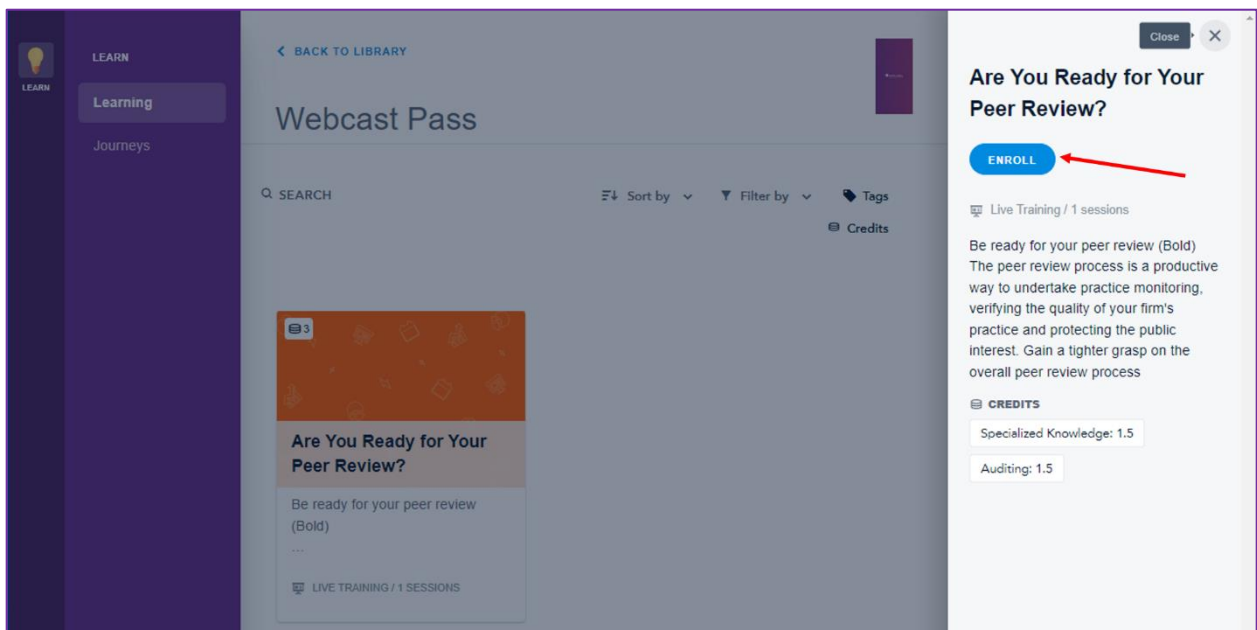 LEARN
LEARN
Learning
Journeys
BACK TO LIBRARY
Webcast Pass
SEARCH
Sort by
Filter by
Tags
Credits
3
Are You Ready for Your
Peer Review?
Be ready for your peer review
(Bold)
...
LIVE TRAINING / 1 SESSIONS
Close
Are You Ready for Your
Peer Review?
ENROLL
Live Training / 1 sessions
Be ready for your peer review (Bold)
The peer review process is a productive
way to undertake practice monitoring,
verifying the quality of your firm's
practice and protecting the public
interest. Gain a tighter grasp on the
overall peer review process
CREDITS
Specialized Knowledge: 1.5
Auditing: 1.5